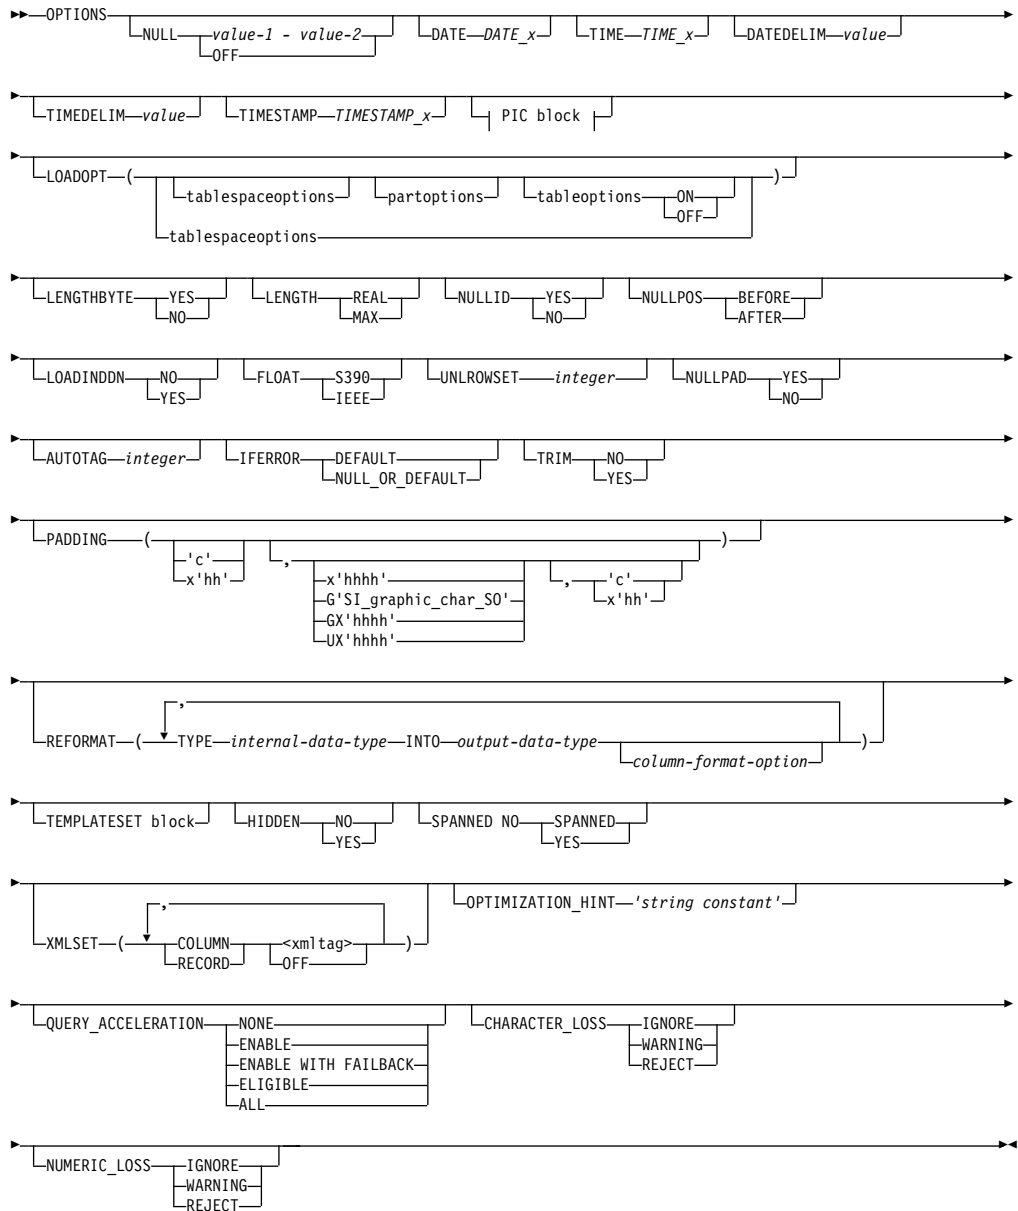 OPTIONS NULL value-1 - value-2 DATE DATE_x TIME TIME_x DATEDELIM value
OFF
TIMEDELIM value TIMESTAMP TIMESTAMP_x PIC block
LOADOPT ( tablespaceoptions partoptions tableoptions ON )
OFF
tablespaceoptions
LENGTHBYTE YES LENGTH REAL NULLID YES NULLPOS BEFORE
NO MAX NO AFTER
LOADINDDN NO FLOAT S390 UNLROWSET integer NULLPAD YES
YES IEEE NO
AUTOTAG integer IFERROR DEFAULT TRIM NO
NULL_OR_DEFAULT YES
PADDING ( )
'c' ,
x'hh' x'hhhh' , 'c'
G'SI_graphic_char_SO' x'hh'
GX'hhhh'
UX'hhhh'
,
REFORMAT ( TYPE internal-data-type INTO output-data-type )
column-format-option
TEMPLATESET block HIDDEN NO SPANNED NO SPANNED
YES YES
OPTIMIZATION_HINT 'string constant'
,
XMLSET ( COLUMN <xmltag> )
RECORD OFF
QUERY_ACCELERATION NONE CHARACTER_LOSS IGNORE
ENABLE WARNING
ENABLE WITH FAILBACK REJECT
ELIGIBLE
ALL
NUMERIC_LOSS IGNORE
WARNING
REJECT